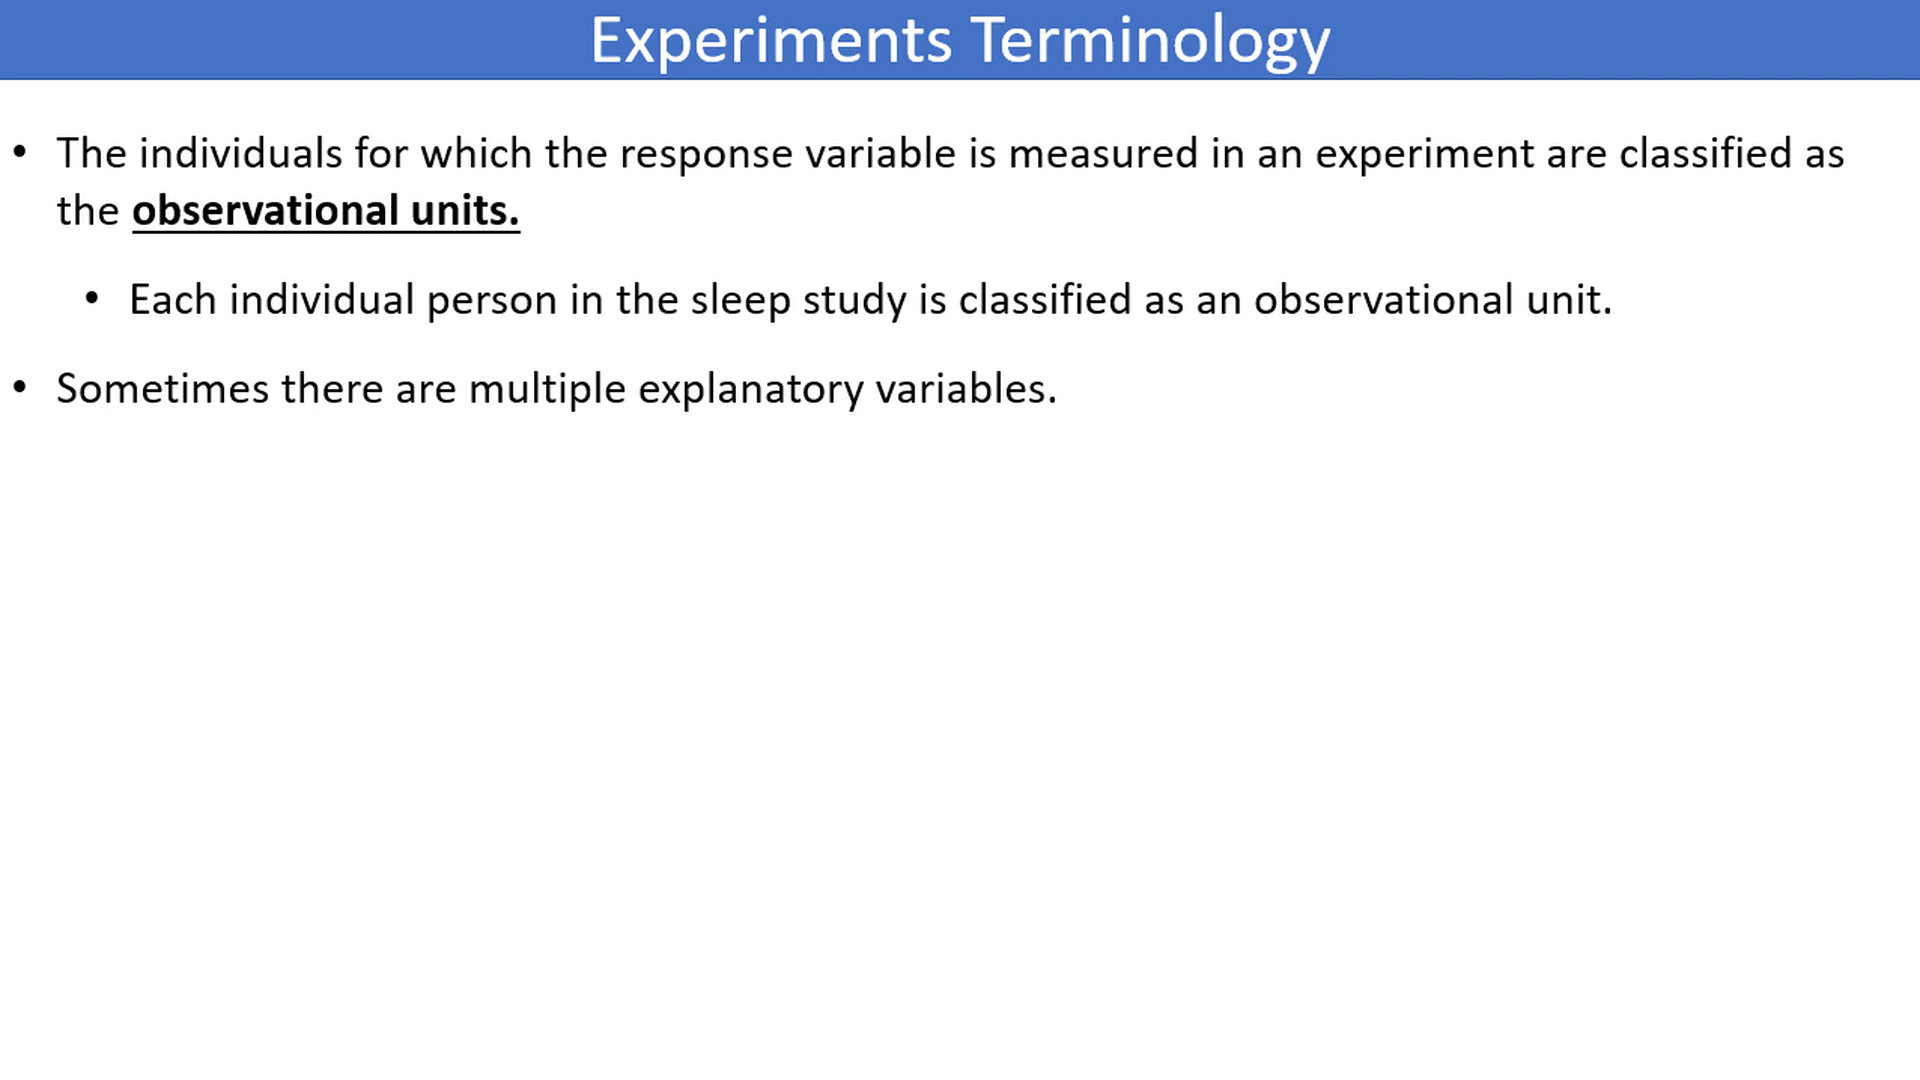 Experiments Terminology
• The individuals for which the response variable is measured in an experiment are classified as
the observational units.
• Each individual person in the sleep study is classified as an observational unit.
• Sometimes there are multiple explanatory variables.